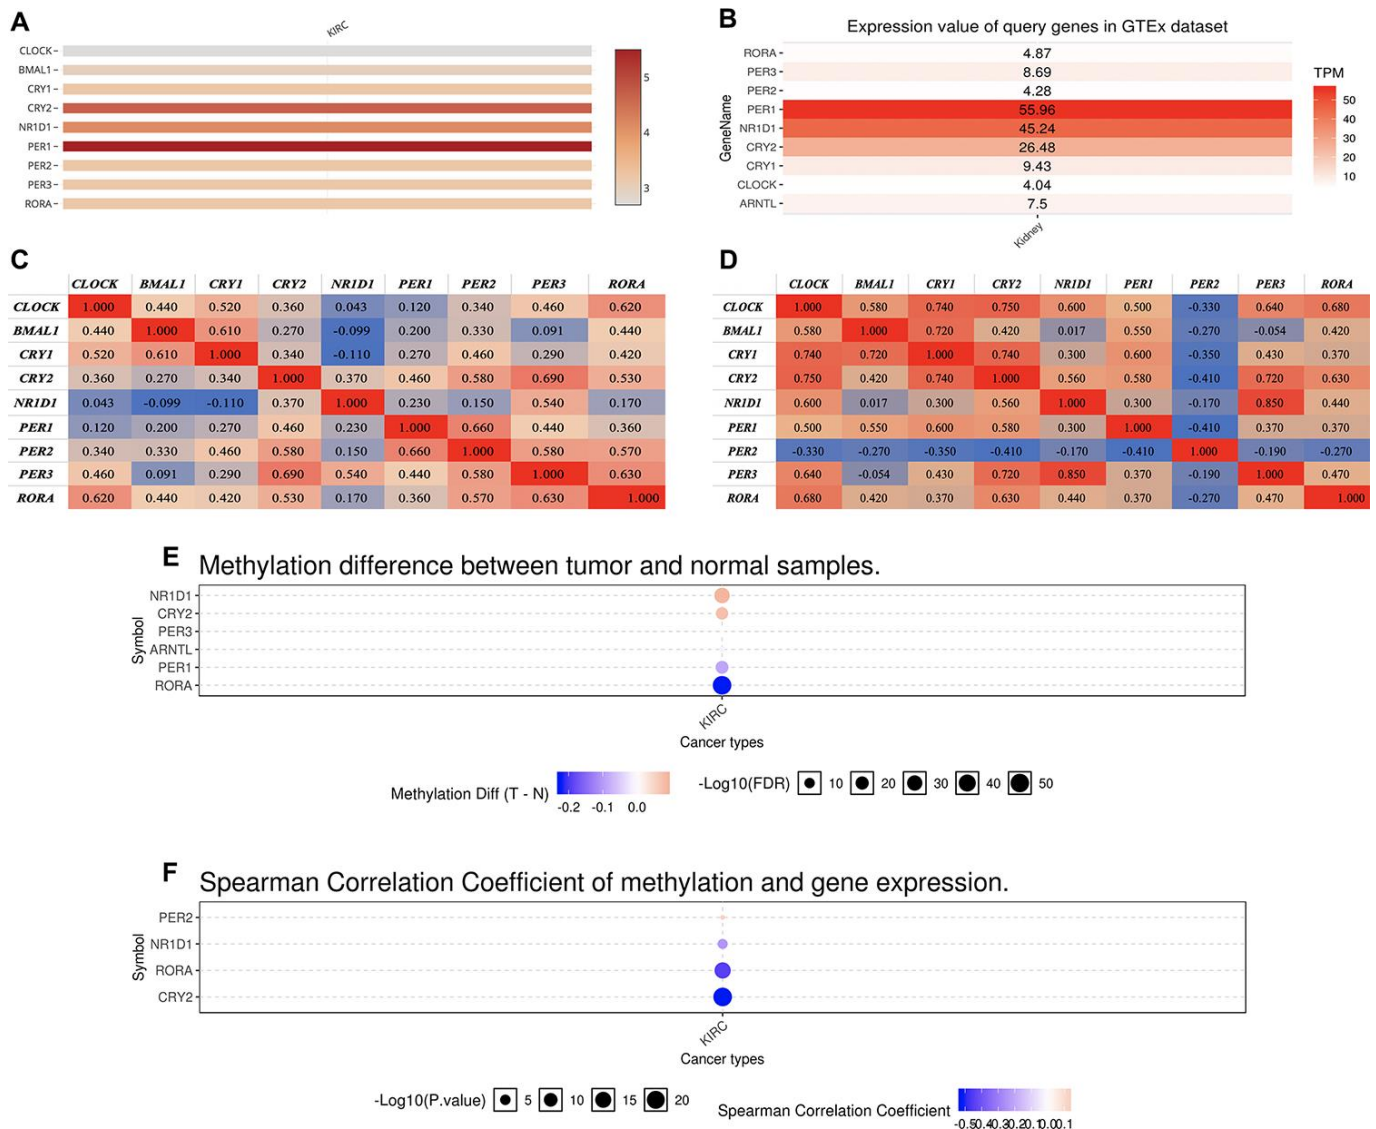 A
KIRC
CLOCK
BMAL1
CRY1
CRY2
NR1D1
PER1
PER2
PER3
RORA
5
4
3
B
Expression value of query genes in GTEx dataset
GeneName
RORA 4.87
PER3 8.69
PER2 4.28
PER1 55.96
NR1D1 45.24
CRY2 26.48
CRY1 9.43
CLOCK 4.04
ARNTL 7.5
Kidney
TPM
50
40
30
20
10
C
CLOCK BMAL1 CRY1 CRY2 NR1D1 PER1 PER2 PER3 RORA
CLOCK 1.000 0.440 0.520 0.360 0.043 0.120 0.340 0.460 0.620
BMAL1 0.440 1.000 0.610 0.270 -0.099 0.200 0.330 0.091 0.440
CRY1 0.520 0.610 1.000 0.340 -0.110 0.270 0.460 0.290 0.420
CRY2 0.360 0.270 0.340 1.000 0.370 0.460 0.580 0.690 0.530
NR1D1 0.043 -0.099 -0.110 0.370 1.000 0.230 0.150 0.540 0.170
PER1 0.120 0.200 0.270 0.460 0.230 1.000 0.660 0.440 0.360
PER2 0.340 0.330 0.460 0.580 0.150 0.660 1.000 0.580 0.570
PER3 0.460 0.091 0.290 0.690 0.540 0.440 0.580 1.000 0.630
RORA 0.620 0.440 0.420 0.530 0.170 0.360 0.570 0.630 1.000
D
CLOCK BMAL1 CRY1 CRY2 NR1D1 PER1 PER2 PER3 RORA
CLOCK 1.000 0.580 0.740 0.750 0.600 0.500 -0.330 0.640 0.680
BMAL1 0.580 1.000 0.720 0.420 0.017 0.550 -0.270 -0.054 0.420
CRY1 0.740 0.720 1.000 0.740 0.300 0.600 -0.350 0.430 0.370
CRY2 0.750 0.420 0.740 1.000 0.560 0.580 -0.410 0.720 0.630
NR1D1 0.600 0.017 0.300 0.560 1.000 0.300 -0.170 0.850 0.440
PER1 0.500 0.550 0.600 0.580 0.300 1.000 -0.410 0.370 0.370
PER2 -0.330 -0.270 -0.350 -0.410 -0.170 -0.410 1.000 -0.190 -0.270
PER3 0.640 -0.054 0.430 0.720 0.850 0.370 -0.190 1.000 0.470
RORA 0.680 0.420 0.370 0.630 0.440 0.370 -0.270 0.470 1.000
E
Methylation difference between tumor and normal samples.
Symbol
NR1D1
CRY2
PER3
ARNTL
PER1
RORA
KIRC
Cancer types
Methylation Diff (T - N)
-0.2 -0.1 0.0
-Log10(FDR) 10 20 30 40 50
F
Spearman Correlation Coefficient of methylation and gene expression.
Symbol
PER2
NR1D1
RORA
CRY2
KIRC
Cancer types
-Log10(P.value) 5 10 15 20
Spearman Correlation Coefficient
-0.5 -0.4 -0.3 -0.2 -0.1 0.0 0.1